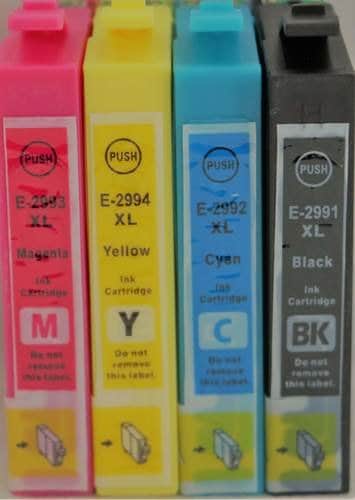 PUSH
E-2993
XL
Magenta
Ink
Cartridge
M
Do not
remove
this label.
PUSH
E-2994
XL
Yellow
Ink
Cartridge
Y
Do not
remove
this label.
PUSH
E-2992
XL
Cyan
Ink
Cartridge
C
Do not
remove
this label.
PUSH
E-2991
XL
Black
Ink
Cartridge
BK
Do not
remove
this label.